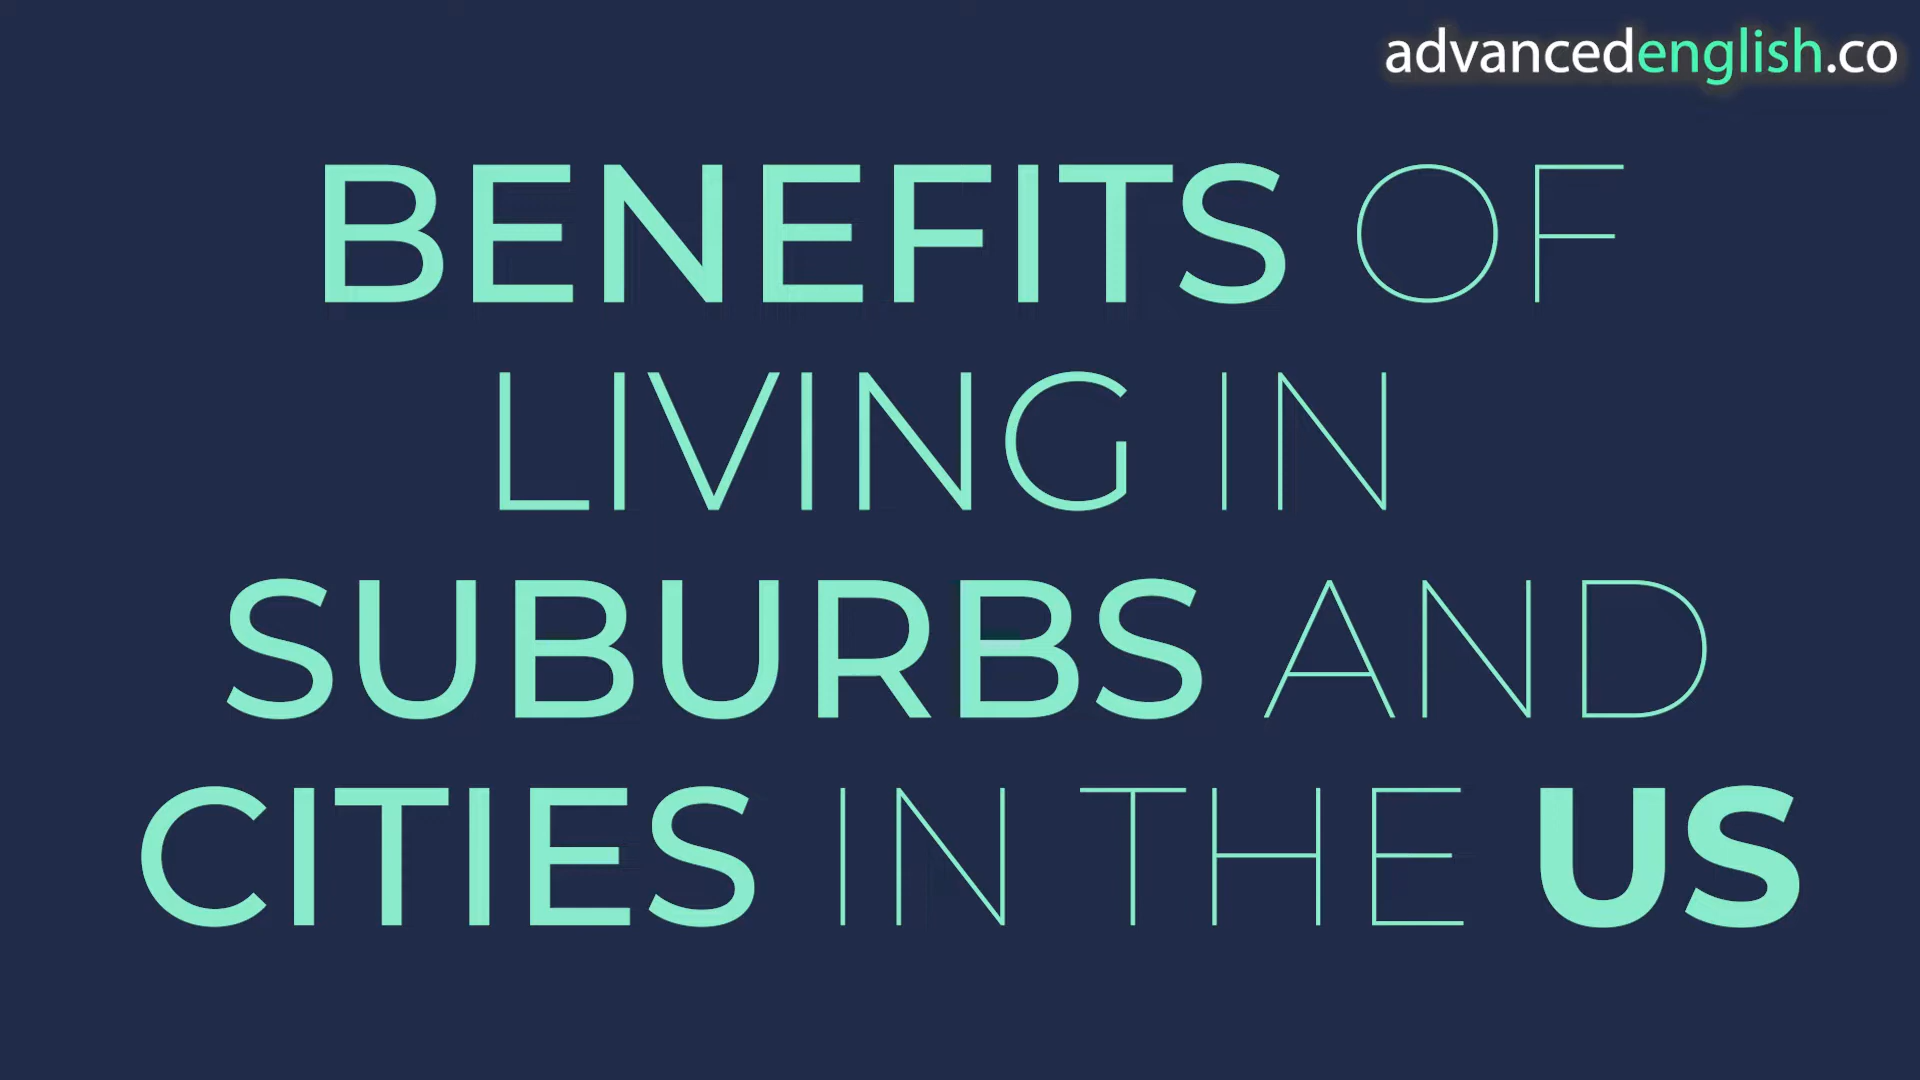 advancedenglish.co
BENEFITS OF
LIVING IN
SUBURBS AND
CITIES IN THE US